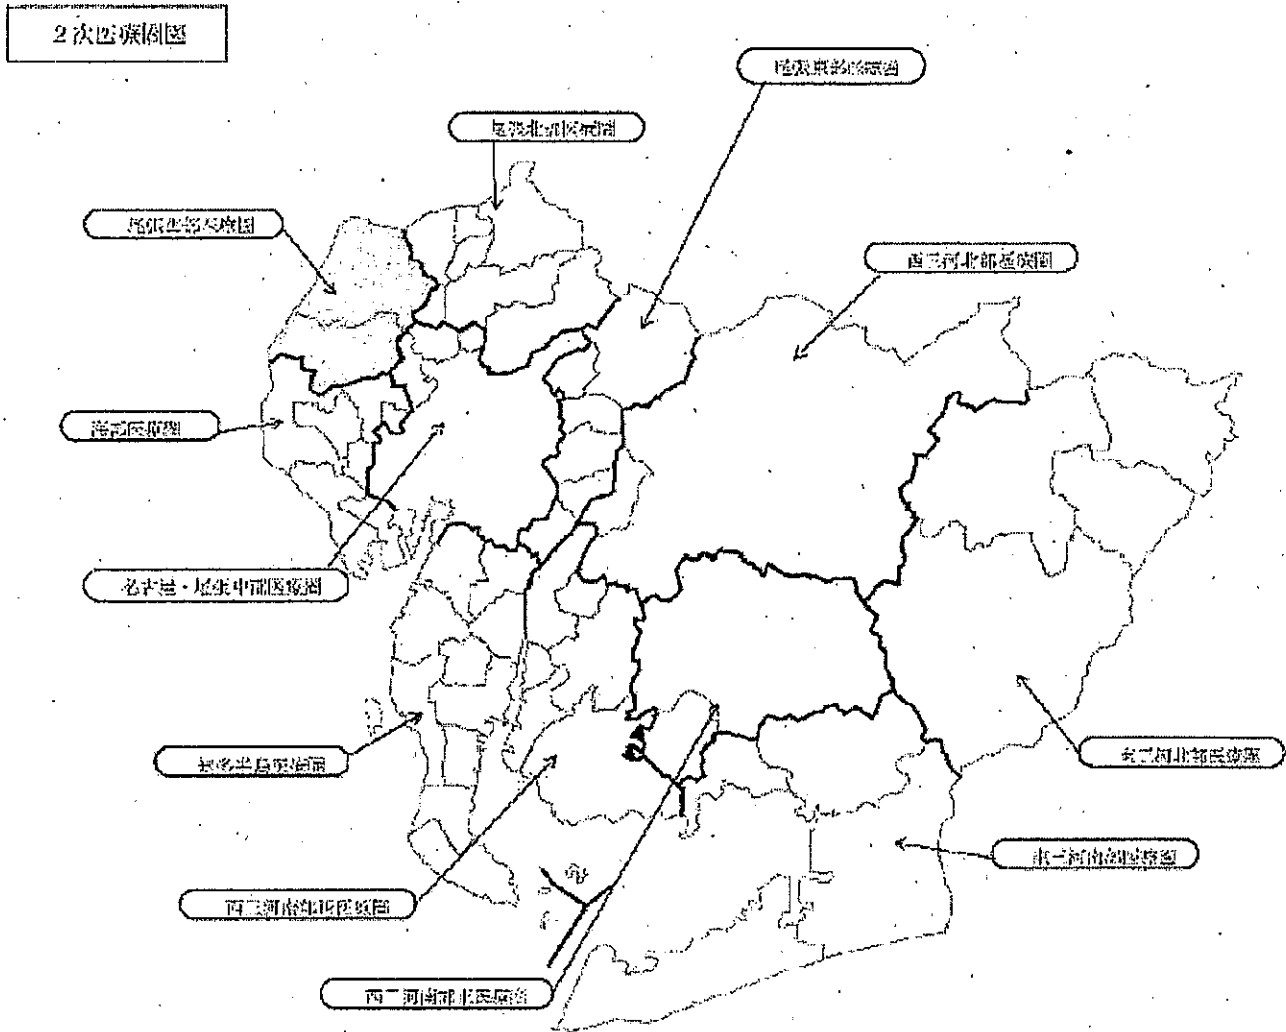 2次医療圏図
尾張東部医療圏
尾張北部医療圏
尾張西部医療圏
西三河北部医療圏
海部医療圏
名古屋・尾張中部医療圏
東三河北部医療圏
知多半島医療圏
東三河南部医療圏
西三河南部西医療圏
西三河南部東医療圏